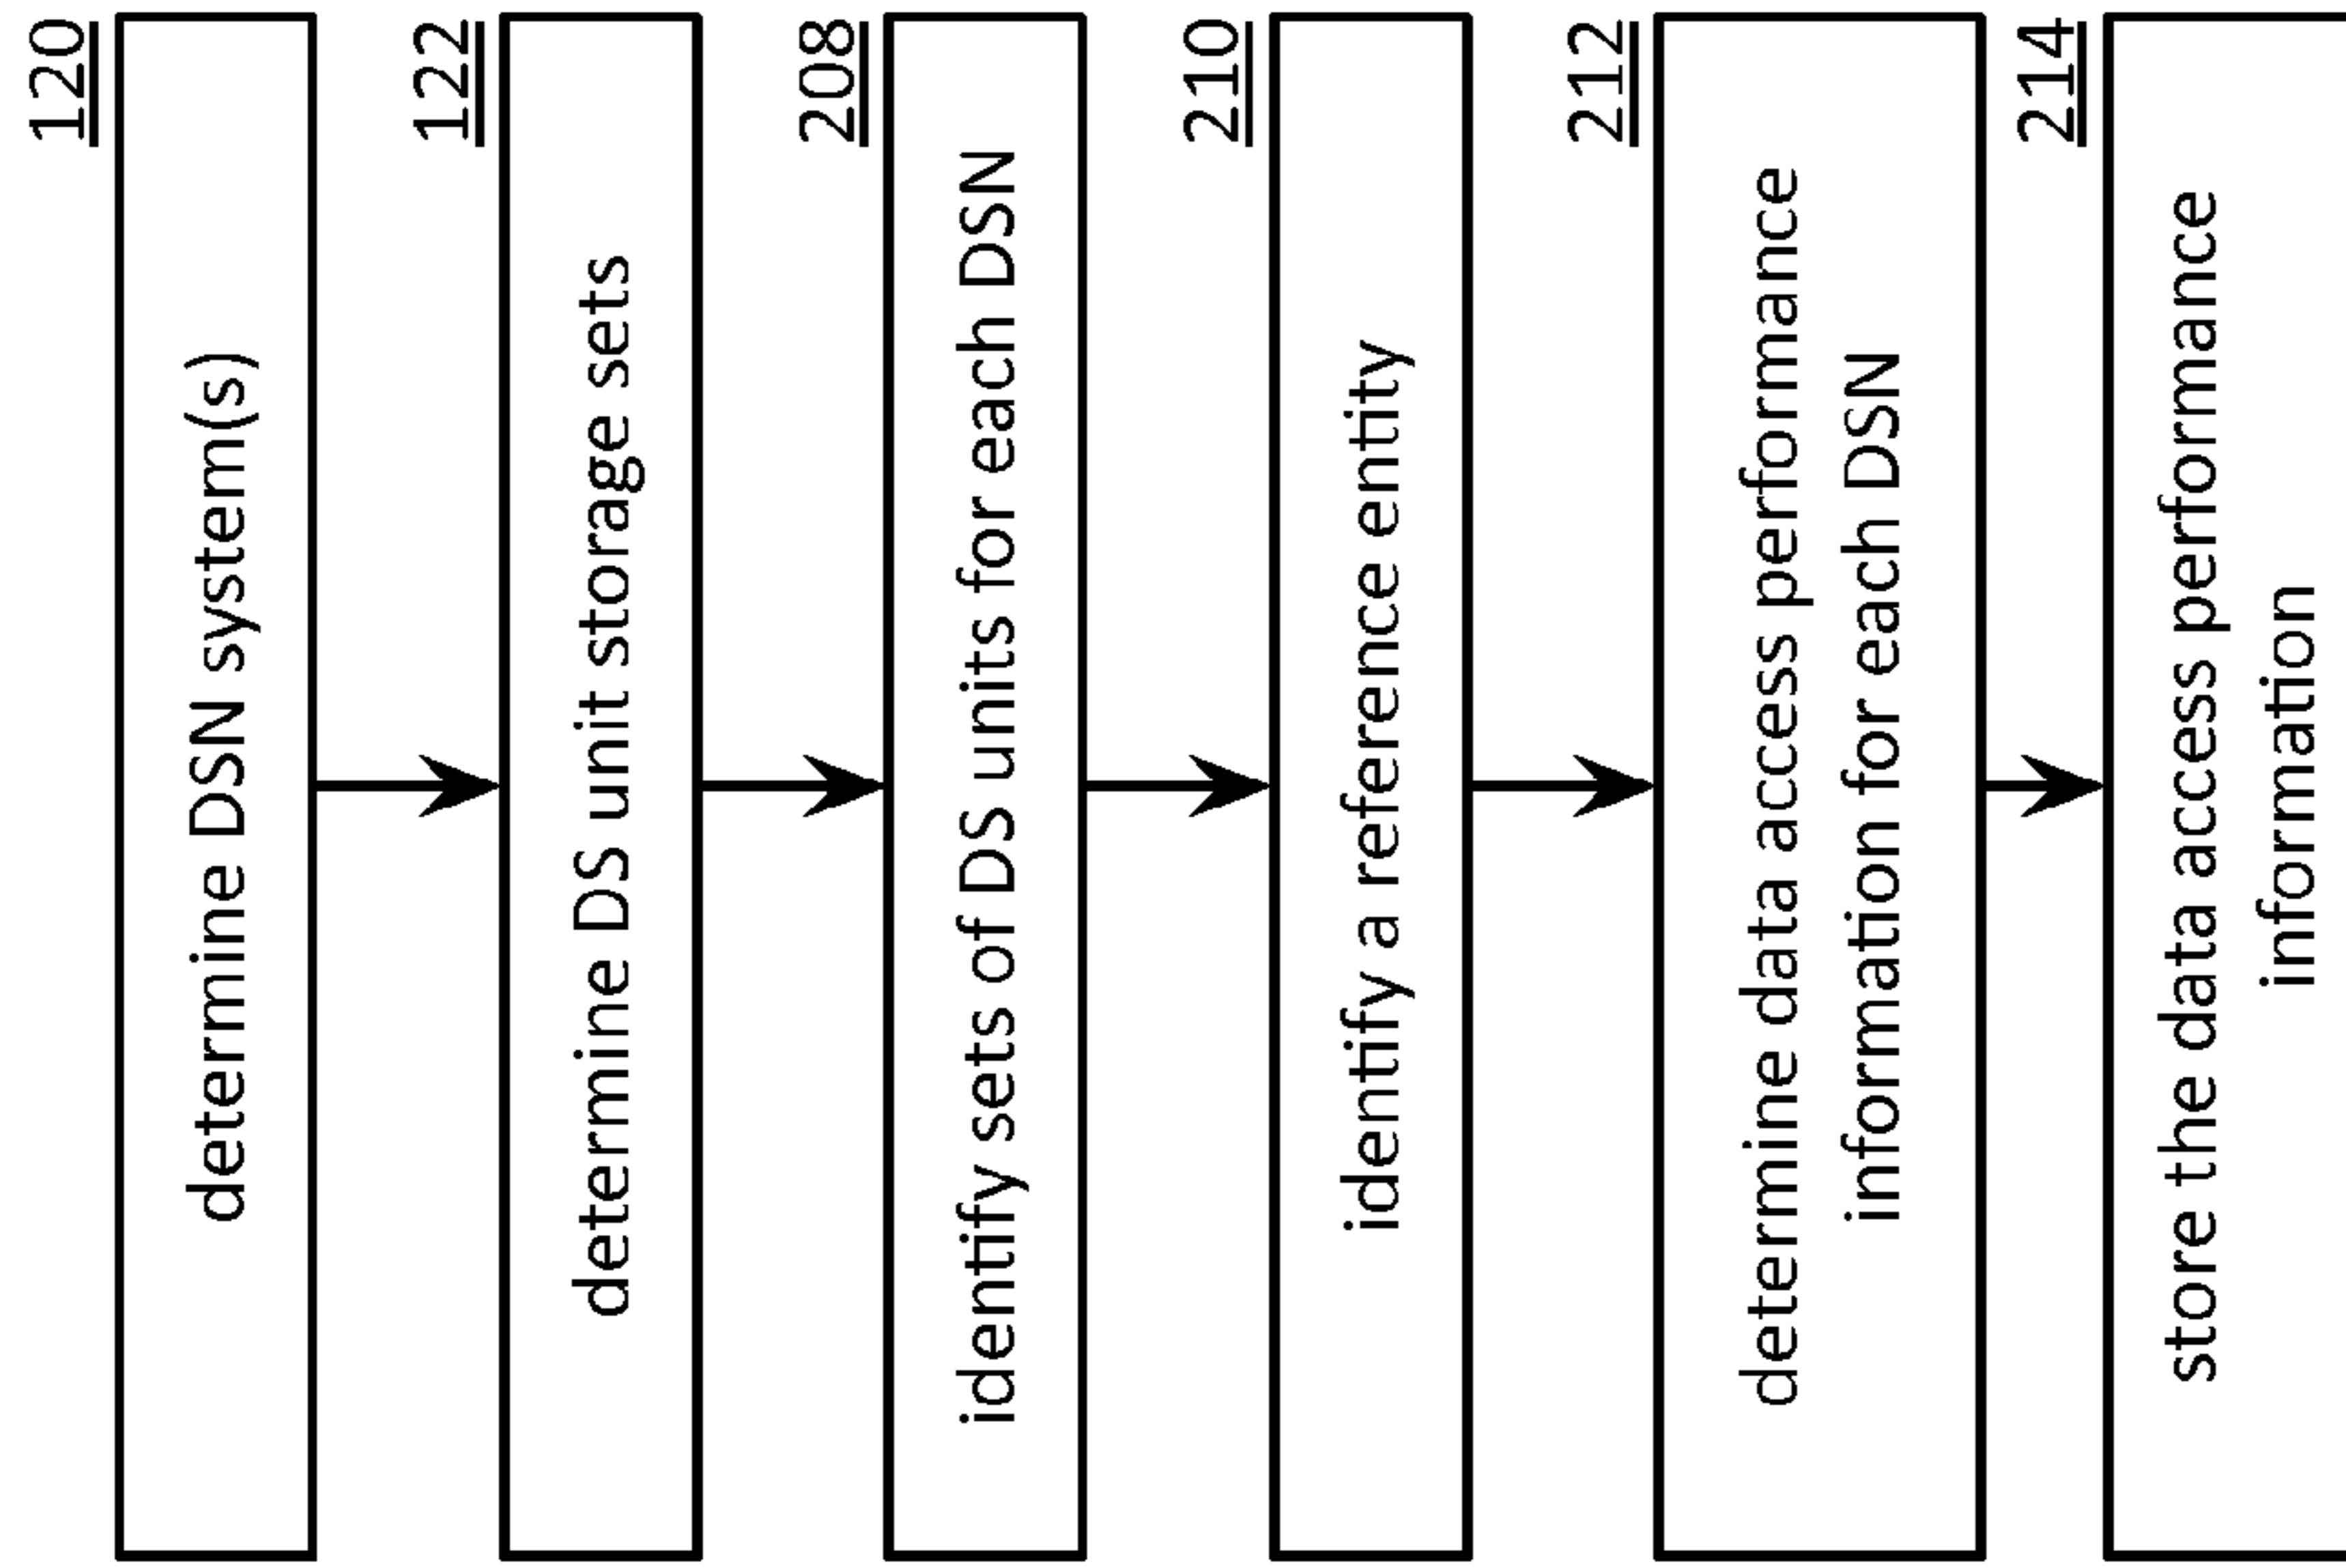 120
determine DSN system(s)
122
determine DS unit storage sets
208
identify sets of DS units for each DSN
210
identify a reference entity
212
determine data access performance
information for each DSN
214
store the data access performance
information